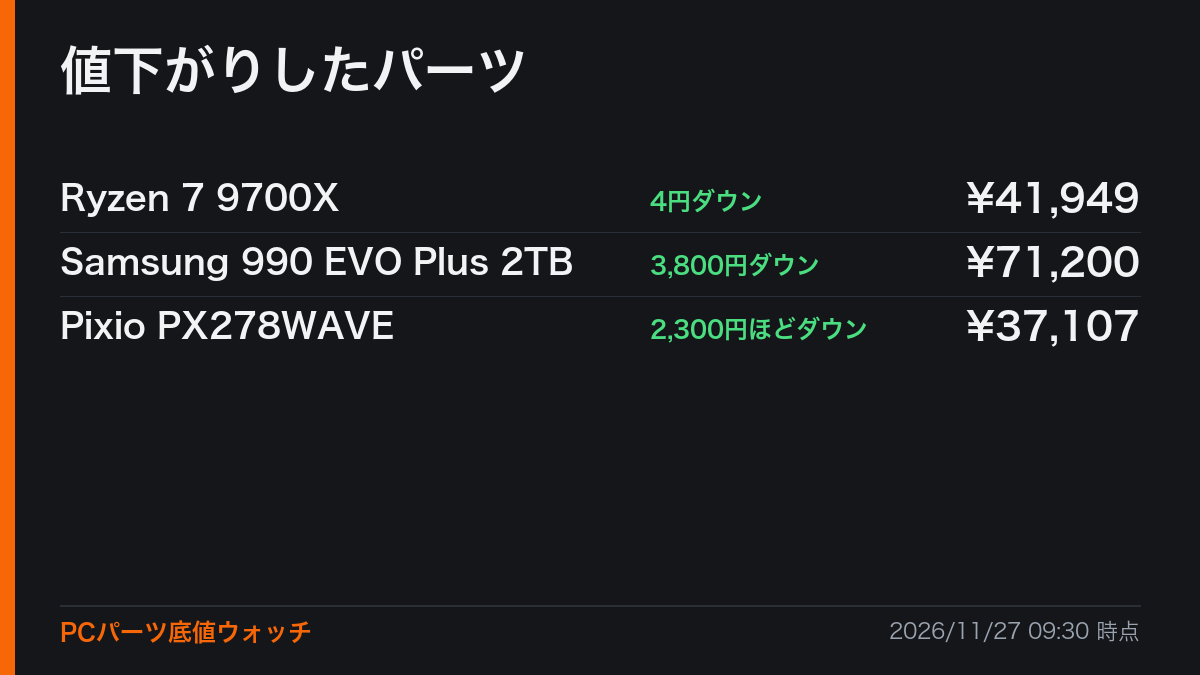 値下がりしたパーツ
Ryzen 7 9700X 4円ダウン ¥41,949
Samsung 990 EVO Plus 2TB 3,800円ダウン ¥71,200
Pixio PX278WAVE 2,300円ほどダウン ¥37,107
PCパーツ底値ウォッチ 2026/11/27 09:30 時点